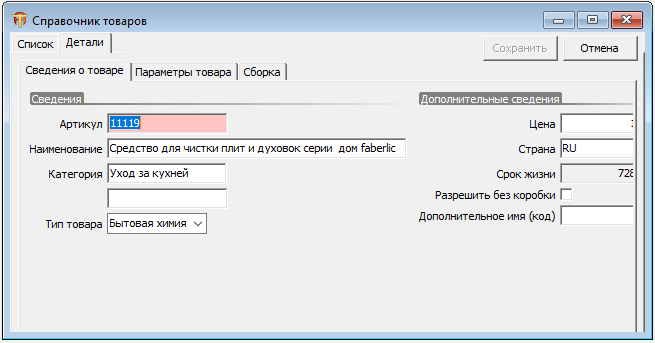 Справочник товаров
Список Детали
Сохранить Отмена
Сведения о товаре Параметры товара Сборка
Сведения
Дополнительные сведения
Артикул 11119
Цена
Наименование Средство для чистки плит и духовок серии  дом faberlic
Страна RU
Категория Уход за кухней
Срок жизни 728
Разрешить без коробки
Тип товара Бытовая химия
Дополнительное имя (код)